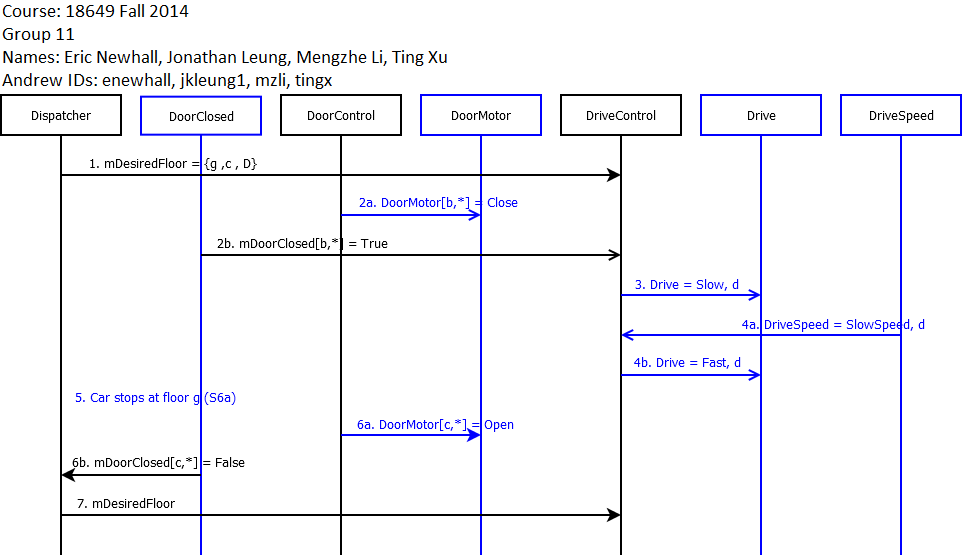 Course: 18649 Fall 2014
Group 11
Names: Eric Newhall, Jonathan Leung, Mengzhe Li, Ting Xu
Andrew IDs: enewhall, jkleung1, mzli, tingx
Dispatcher DoorClosed DoorControl DoorMotor DriveControl Drive DriveSpeed
1. mDesiredFloor = {g ,c , D}
2a. DoorMotor[b,*] = Close
2b. mDoorClosed[b,*] = True
3. Drive = Slow, d
4a. DriveSpeed = SlowSpeed, d
4b. Drive = Fast, d
5. Car stops at floor g (S6a)
6a. DoorMotor[c,*] = Open
6b. mDoorClosed[c,*] = False
7. mDesiredFloor